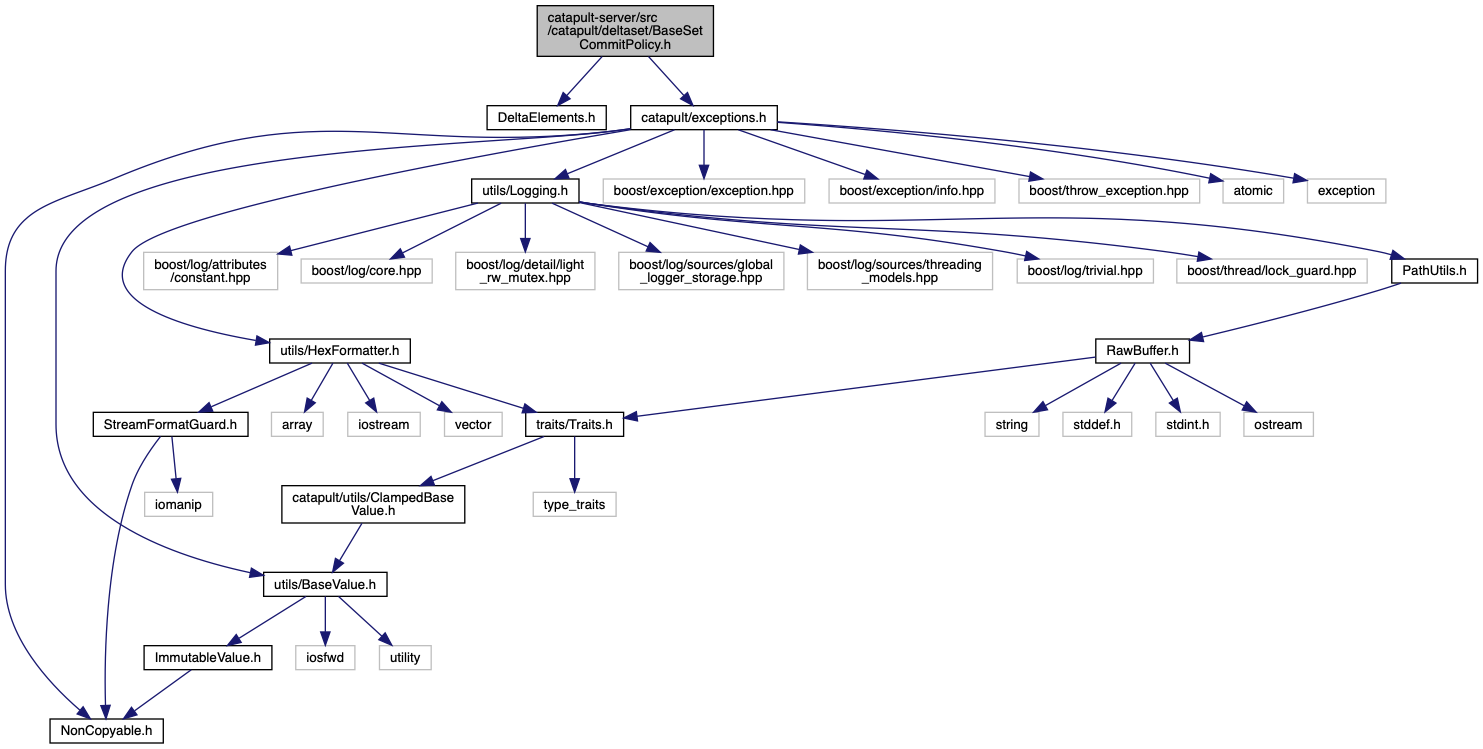 catapult-server/src
/catapult/deltaset/BaseSet
CommitPolicy.h
DeltaElements.h
catapult/exceptions.h
utils/Logging.h
boost/exception/exception.hpp
boost/exception/info.hpp
boost/throw_exception.hpp
atomic
exception
boost/log/attributes
/constant.hpp
boost/log/core.hpp
boost/log/detail/light
_rw_mutex.hpp
boost/log/sources/global
_logger_storage.hpp
boost/log/sources/threading
_models.hpp
boost/log/trivial.hpp
boost/thread/lock_guard.hpp
PathUtils.h
utils/HexFormatter.h
RawBuffer.h
StreamFormatGuard.h
array
iostream
vector
traits/Traits.h
string
stddef.h
stdint.h
ostream
iomanip
catapult/utils/ClampedBase
Value.h
type_traits
utils/BaseValue.h
ImmutableValue.h
iosfwd
utility
NonCopyable.h